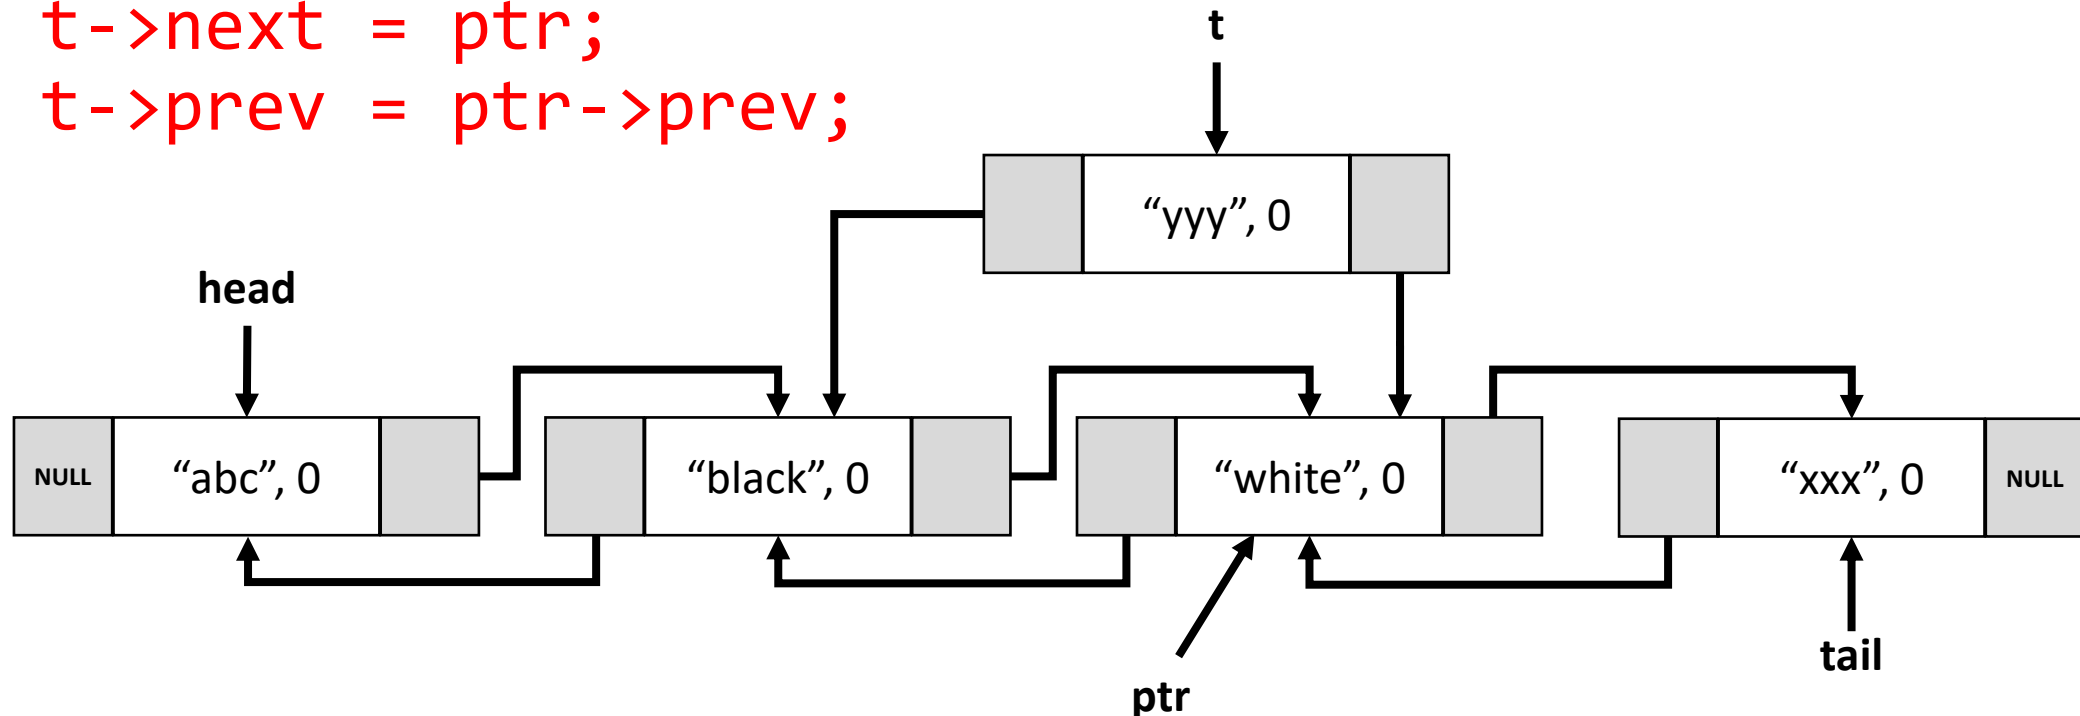 t->next = ptr;
t->prev = ptr->prev;
t
“yyy”, 0
head
NULL
“abc”, 0
“black”, 0
“white”, 0
“xxx”, 0
NULL
tail
ptr